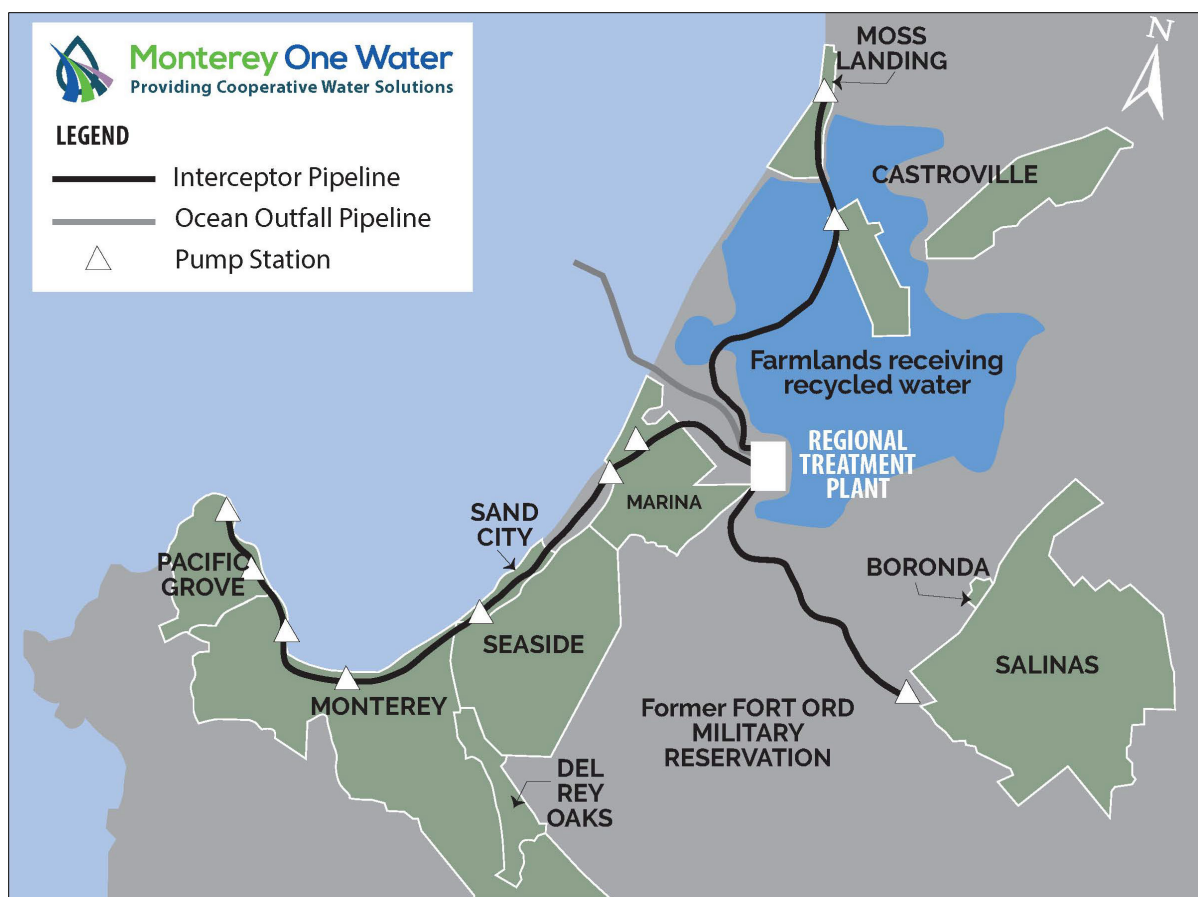 Monterey One Water
Providing Cooperative Water Solutions
LEGEND
Interceptor Pipeline
Ocean Outfall Pipeline
Pump Station
MOSS
LANDING
N
CASTROVILLE
Farmlands receiving
recycled water
REGIONAL
TREATMENT
PLANT
MARINA
SAND
CITY
PACIFIC
GROVE
BORONDA
SEASIDE
SALINAS
MONTEREY
Former FORT ORD
MILITARY
RESERVATION
DEL
REY
OAKS